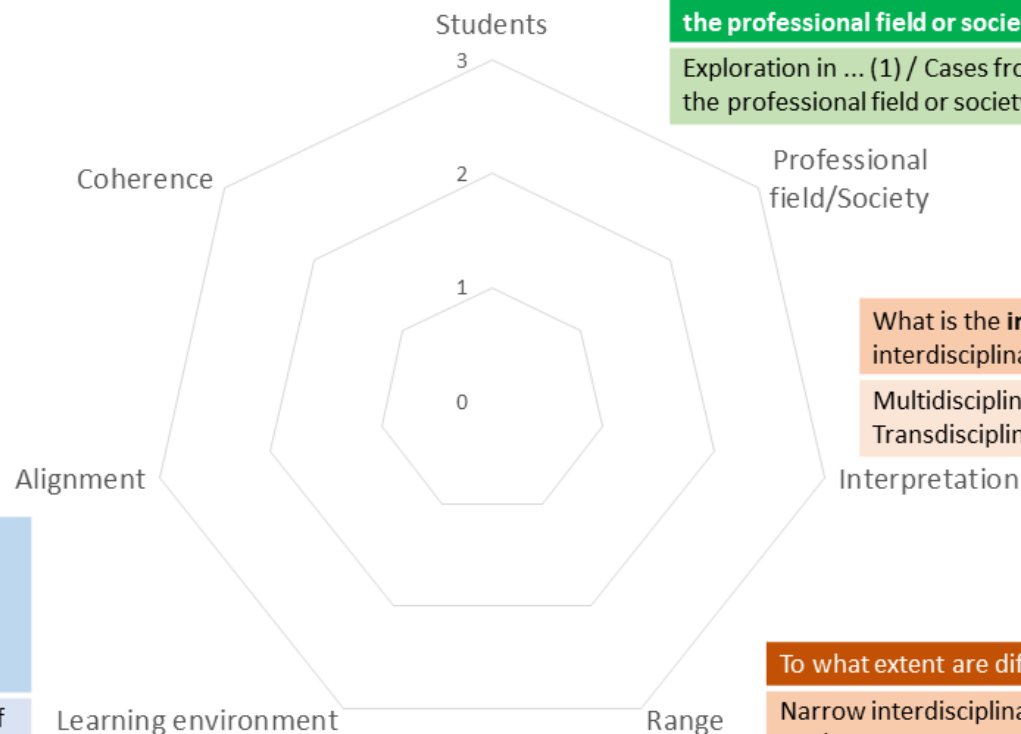 Students
the professional field or socie
Exploration in ... (1) / Cases fro
the professional field or societ
3
Professional
field/Society
Coherence
2
1
What is the ir
interdisciplina
Multidisciplin
Transdisciplin
0
Alignment
Interpretation
To what extent are dif
Narrow interdisciplina
Learning environment
Range
f